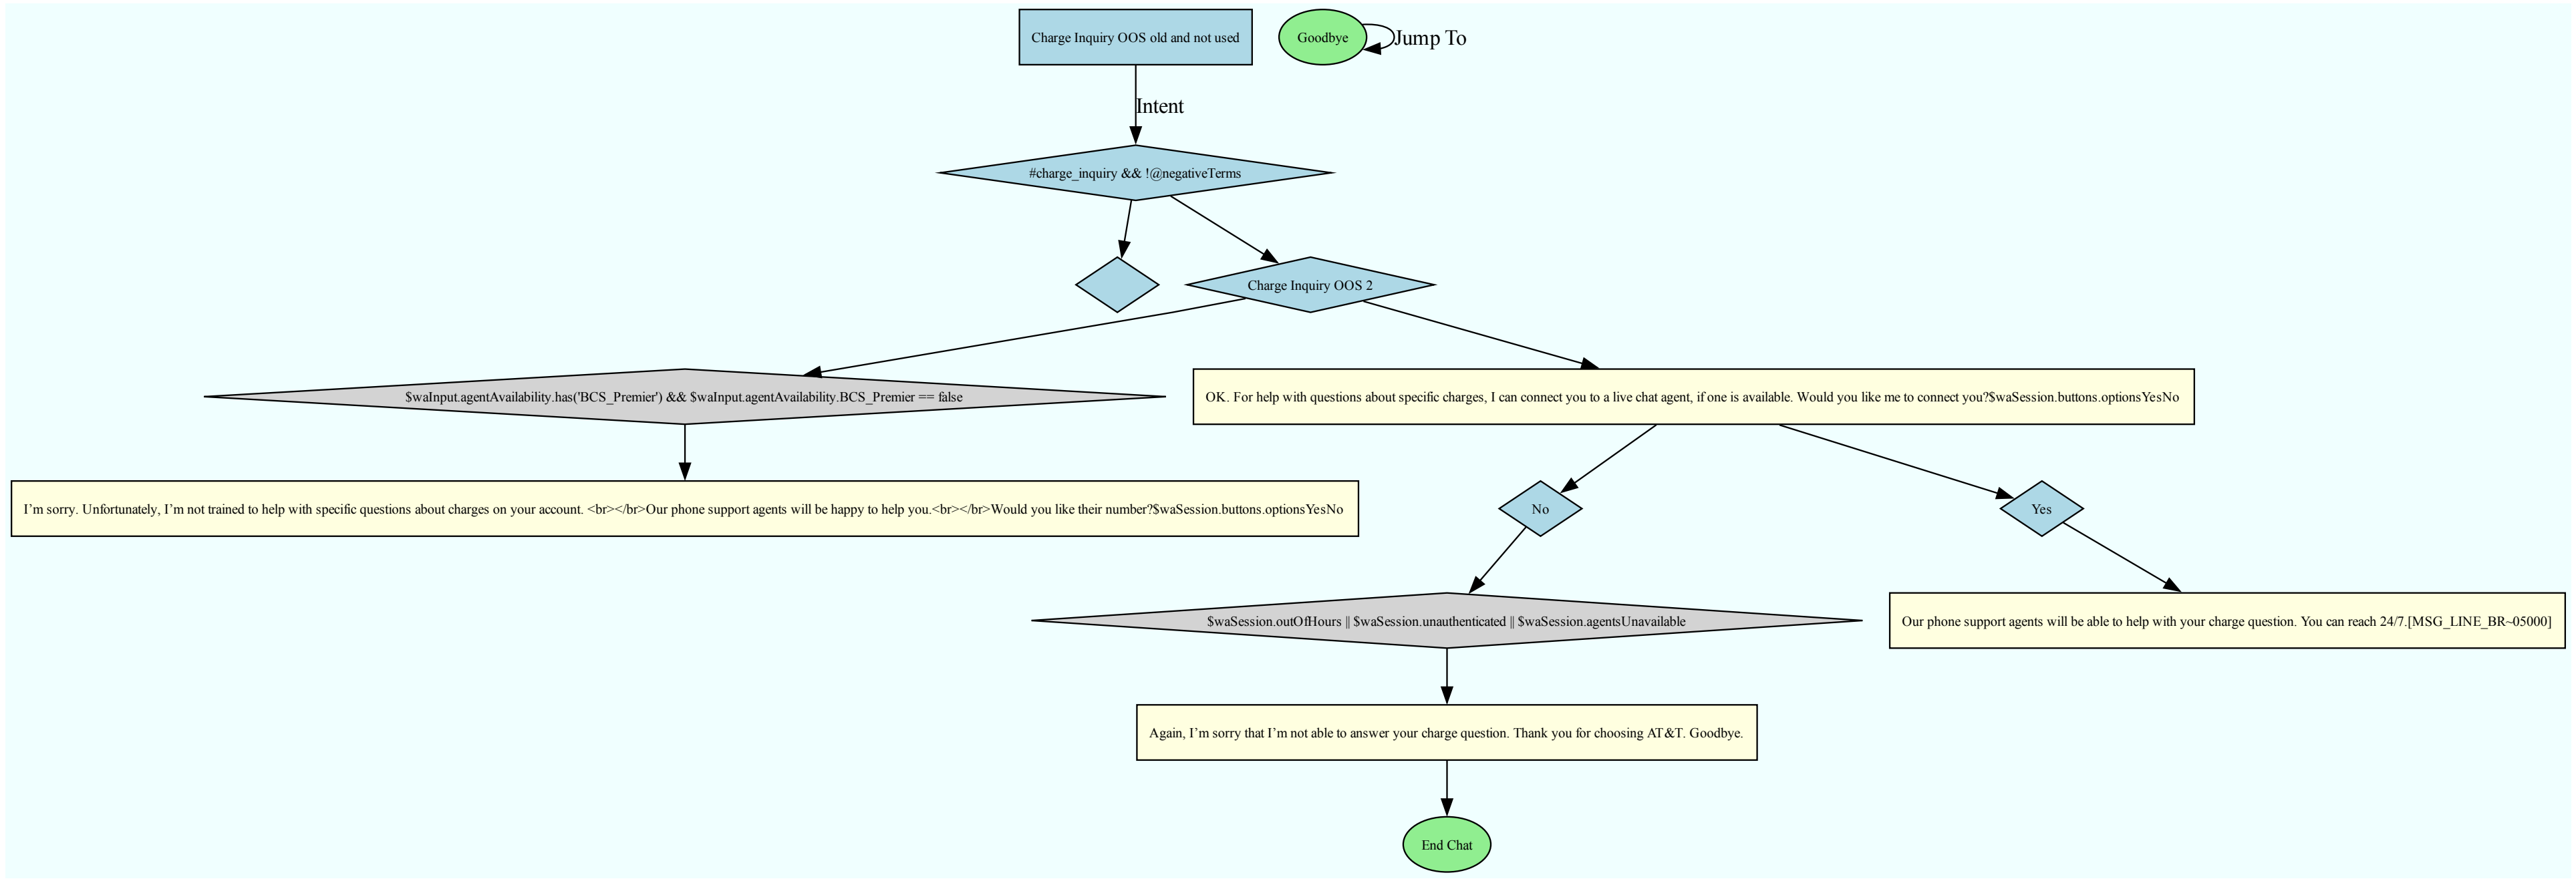 Charge Inquiry OOS old and not used
Goodbye
Jump To
Intent
#charge_inquiry && !@negativeTerms
Charge Inquiry OOS 2
$waInput.agentAvailability.has('BCS_Premier') && $waInput.agentAvailability.BCS_Premier == false
OK. For help with questions about specific charges, I can connect you to a live chat agent, if one is available. Would you like me to connect you?$waSession.buttons.optionsYesNo
I’m sorry. Unfortunately, I’m not trained to help with specific questions about charges on your account. <br></br>Our phone support agents will be happy to help you.<br></br>Would you like their number?$waSession.buttons.optionsYesNo
No
Yes
$waSession.outOfHours || $waSession.unauthenticated || $waSession.agentsUnavailable
Our phone support agents will be able to help with your charge question. You can reach 24/7.[MSG_LINE_BR~05000]
Again, I’m sorry that I’m not able to answer your charge question. Thank you for choosing AT&T. Goodbye.
End Chat